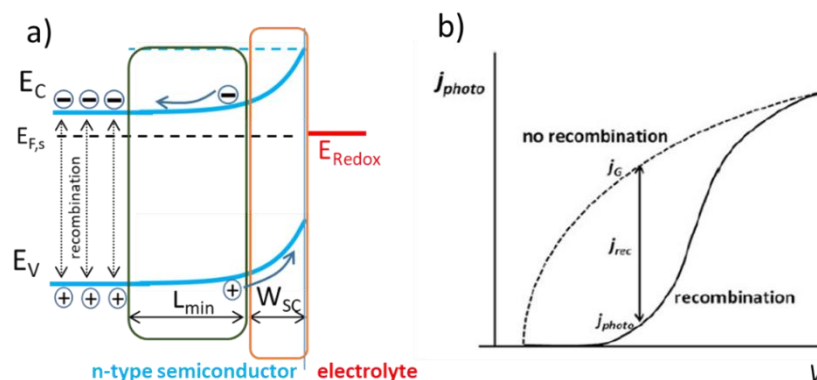 a)
E_C
E_F,s
E_Redox
recombination
E_V
L_min
W_SC
n-type semiconductor
electrolyte
b)
j_photo
no recombination
j_G
j_rec
recombination
j_photo
V